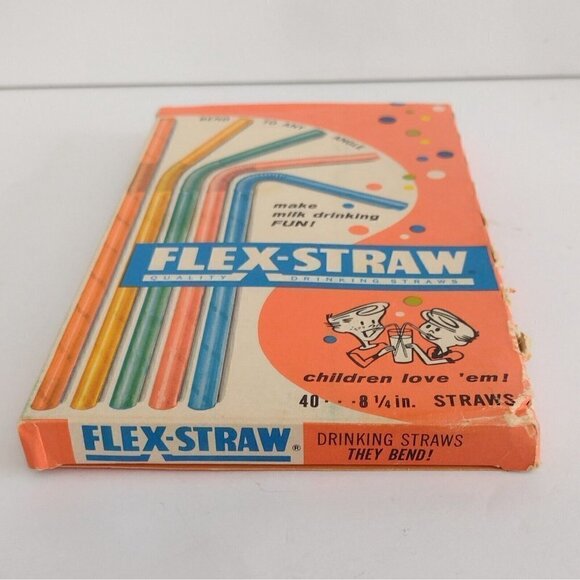 BEND TO ANY ANGLE
make
milk drinking
FUN!
FLEX-STRAW
QUALITY DRINKING STRAWS
children love 'em!
40 - - - 8 1/4 in. STRAWS
FLEX-STRAW®
DRINKING STRAWS
THEY BEND!